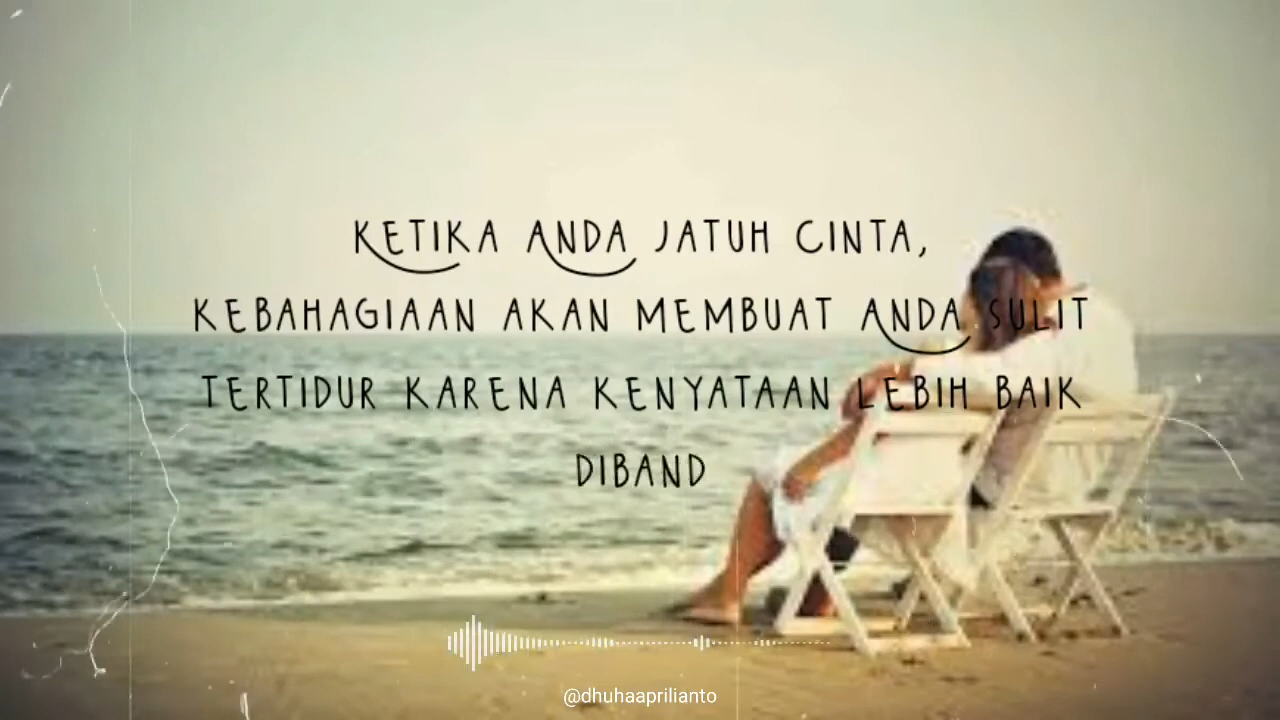 KETIKA ANDA JATUH CINTA,
KEBAHAGIAAN AKAN MEMBUAT ANDA SULIT
TERTIDUR KARENA KENYATAAN LEBIH BAIK
DIBAND
@dhuhaaprilianto